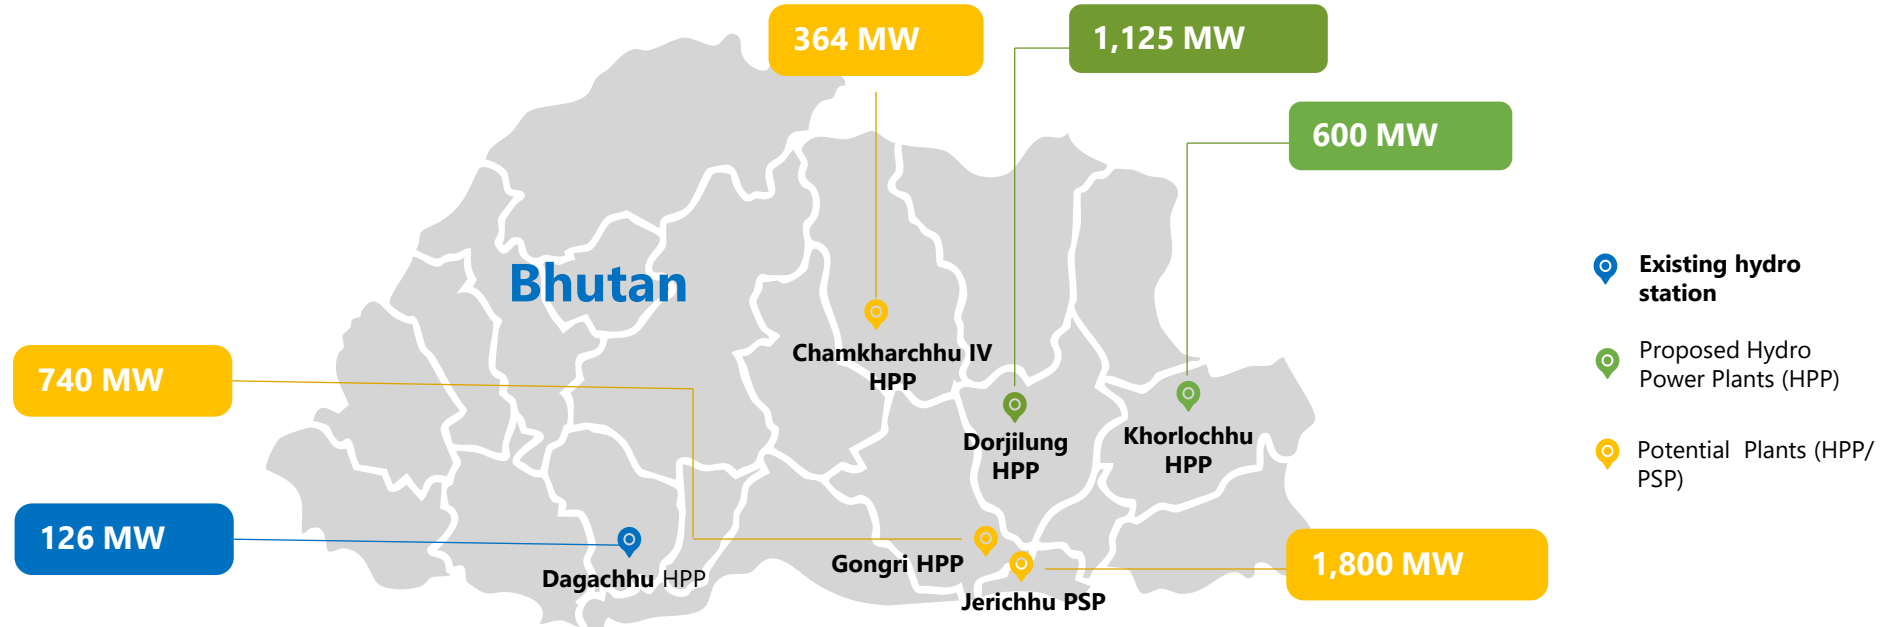 364 MW
1,125 MW
600 MW
Bhutan
Existing hydro
station
Proposed Hydro
Power Plants (HPP)
Potential Plants (HPP/
PSP)
Chamkharchhu IV
HPP
740 MW
Dorjilung
HPP
Khorlochhu
HPP
126 MW
Dagachhu HPP
Gongri HPP
Jerichhu PSP
1,800 MW